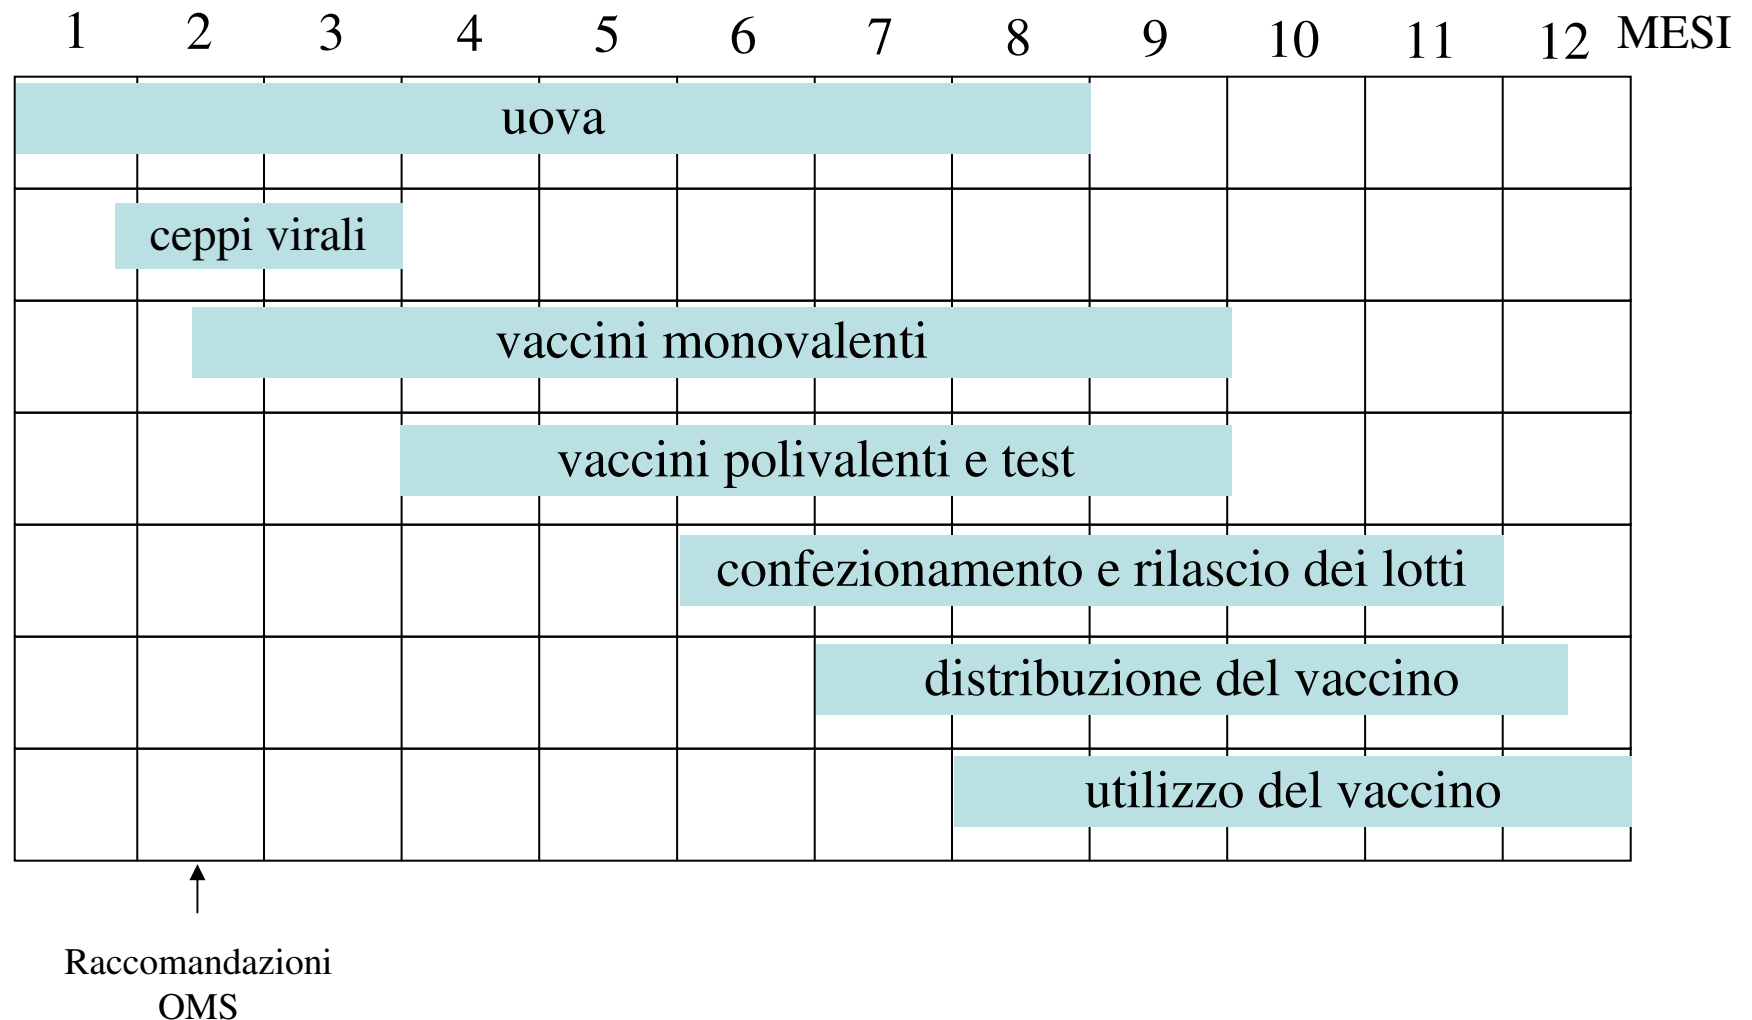 1 2 3 4 5 6 7 8 9 10 11 12 MESI
uova
ceppi virali
vaccini monovalenti
vaccini polivalenti e test
confezionamento e rilascio dei lotti
distribuzione del vaccino
utilizzo del vaccino
Raccomandazioni
OMS